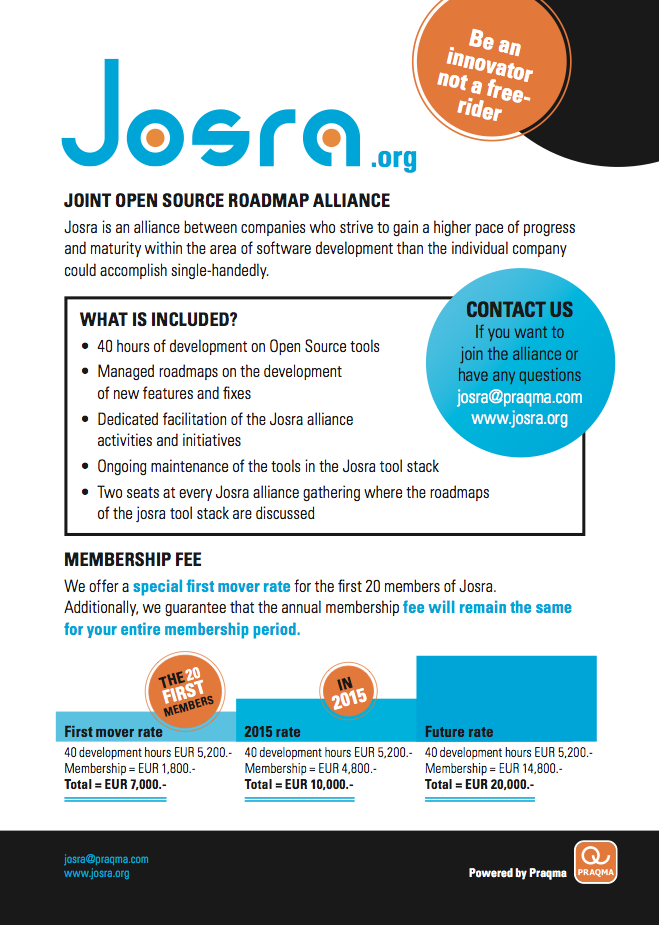 Be an
innovator
not a free-
rider
Josra.org
JOINT OPEN SOURCE ROADMAP ALLIANCE
Josra is an alliance between companies who strive to gain a higher pace of progress
and maturity within the area of software development than the individual company
could accomplish single-handedly.
WHAT IS INCLUDED?
• 40 hours of development on Open Source tools
• Managed roadmaps on the development
of new features and fixes
• Dedicated facilitation of the Josra alliance
activities and initiatives
• Ongoing maintenance of the tools in the Josra tool stack
• Two seats at every Josra alliance gathering where the roadmaps
of the josra tool stack are discussed
CONTACT US
If you want to
join the alliance or
have any questions
josra@praqma.com
www.josra.org
MEMBERSHIP FEE
We offer a special first mover rate for the first 20 members of Josra.
Additionally, we guarantee that the annual membership fee will remain the same
for your entire membership period.
THE 20
FIRST
MEMBERS
First mover rate
40 development hours EUR 5,200.-
Membership = EUR 1,800.-
Total = EUR 7,000.-
IN
2015
2015 rate
40 development hours EUR 5,200.-
Membership = EUR 4,800.-
Total = EUR 10,000.-
Future rate
40 development hours EUR 5,200.-
Membership = EUR 14,800.-
Total = EUR 20,000.-
josra@praqma.com
www.josra.org
Powered by Praqma
PRAQMA